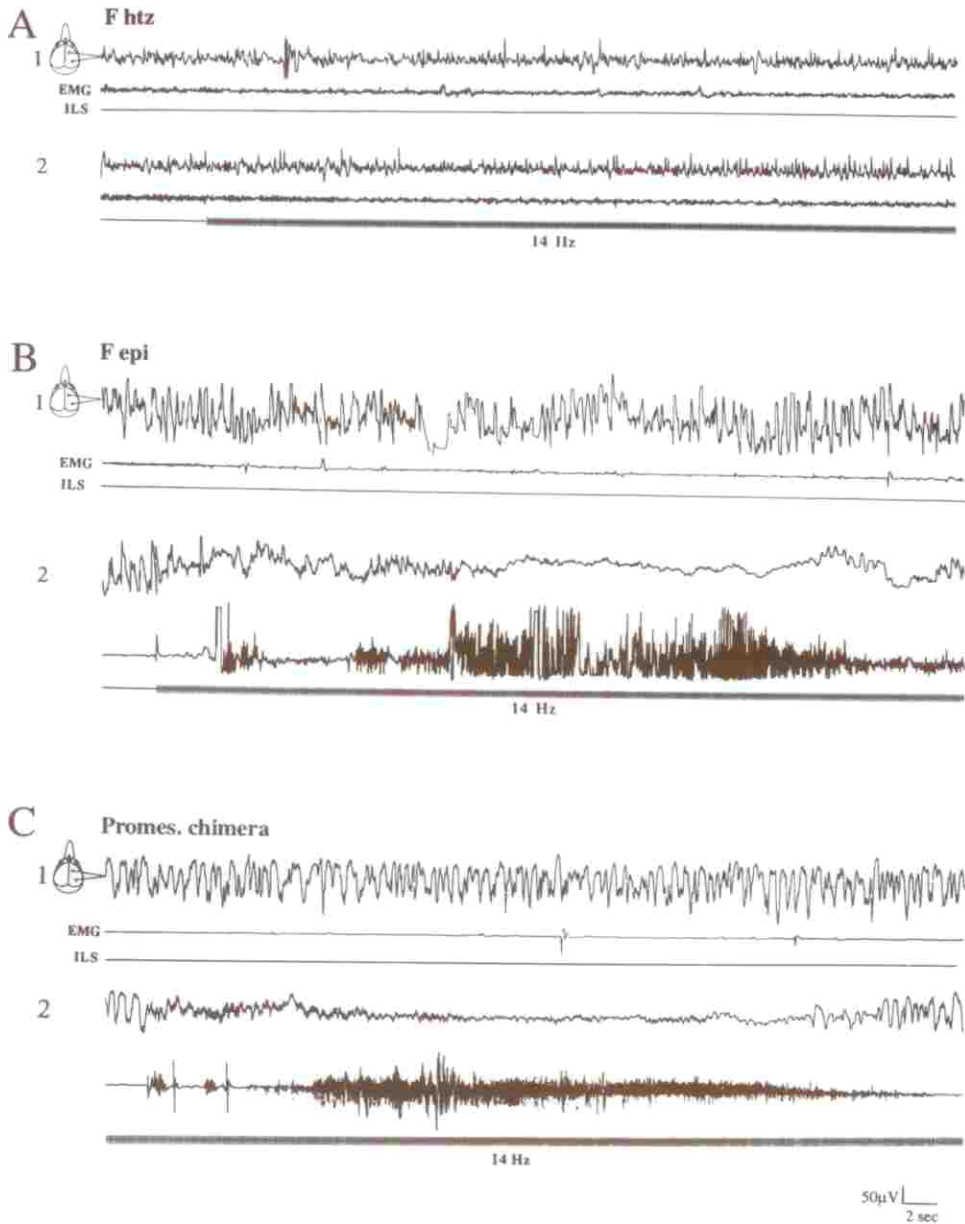 A
F htz
1
EMG
ILS
2
14 Hz
B
F epi
1
EMG
ILS
2
14 Hz
C
Promes. chimera
1
EMG
ILS
2
14 Hz
50µV
2 sec